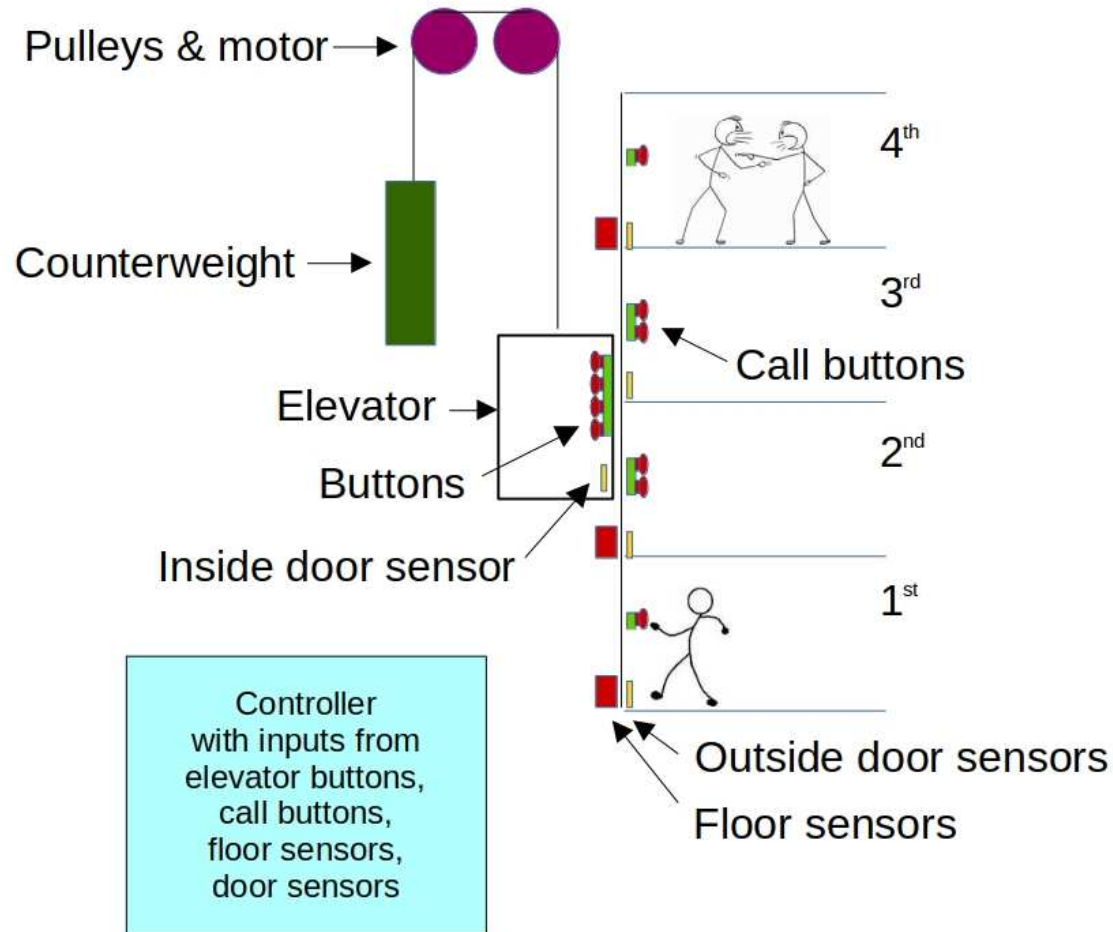 Pulleys & motor
4th
Counterweight
3rd
Call buttons
Elevator
2nd
Buttons
Inside door sensor
1st
Controller
with inputs from
elevator buttons,
call buttons,
floor sensors,
door sensors
Outside door sensors
Floor sensors